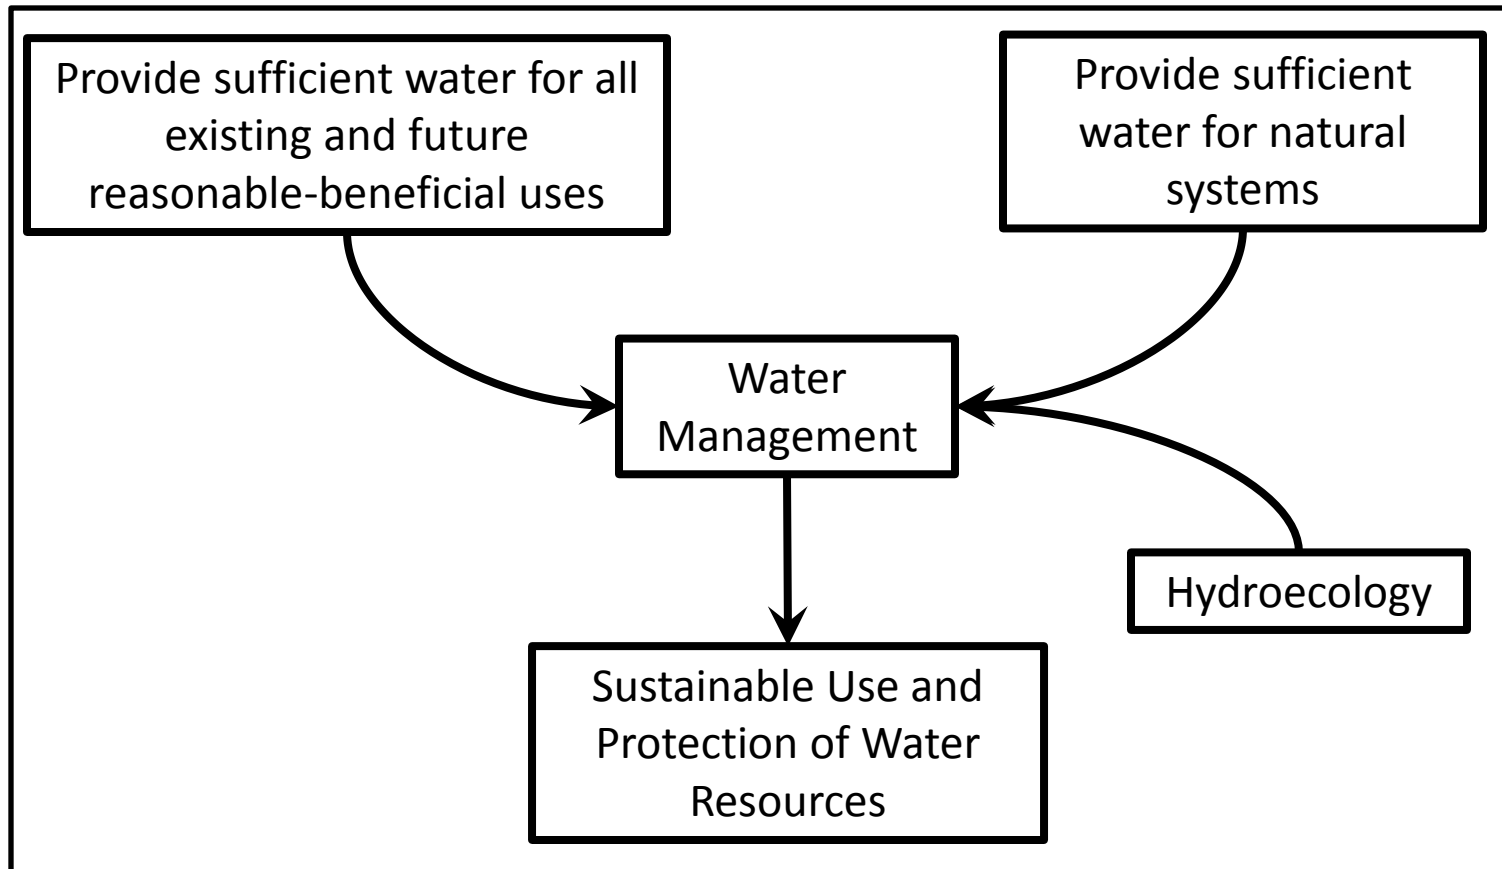 Provide sufficient water for all
existing and future
reasonable-beneficial uses
Provide sufficient
water for natural
systems
Water
Management
Hydroecology
Sustainable Use and
Protection of Water
Resources